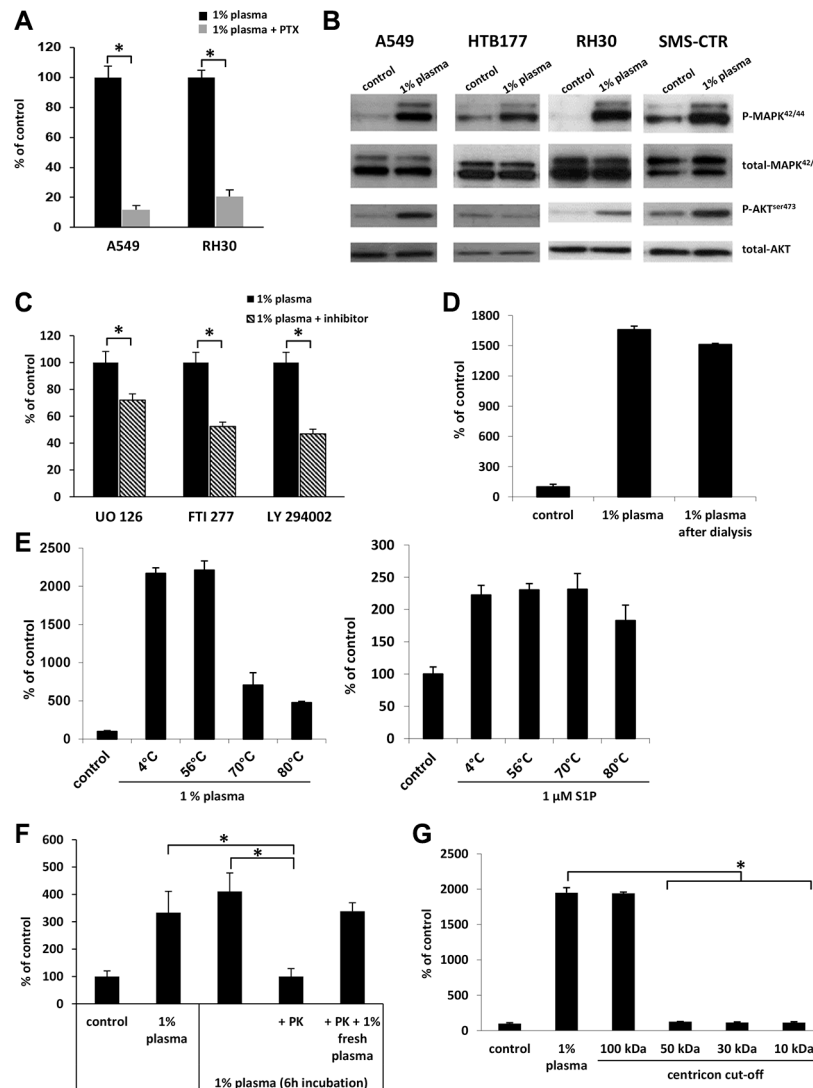 A
1% plasma
1% plasma + PTX
% of control
120
100
80
60
40
20
0
*
*
A549
RH30
B
A549 HTB177 RH30 SMS-CTR
control 1% plasma control 1% plasma control 1% plasma control 1% plasma
P-MAPK42/44
total-MAPK42/
P-AKTser473
total-AKT
C
1% plasma
1% plasma + inhibitor
% of control
120
100
80
60
40
20
0
*
*
*
UO 126
FTI 277
LY 294002
D
% of control
1800
1500
1200
900
600
300
0
control
1% plasma
1% plasma
after dialysis
E
% of control
2500
2000
1500
1000
500
0
control
4°C
56°C
70°C
80°C
1 % plasma
% of control
300
250
200
150
100
50
0
control
4°C
56°C
70°C
80°C
1 µM S1P
F
% of control
600
500
400
300
200
100
0
*
*
control
1%
plasma
+ PK
+ PK + 1%
fresh
plasma
1% plasma (6h incubation)
G
% of control
2500
2000
1500
1000
500
0
*
control
1%
plasma
100 kDa
50 kDa
30 kDa
10 kDa
centricon cut-off